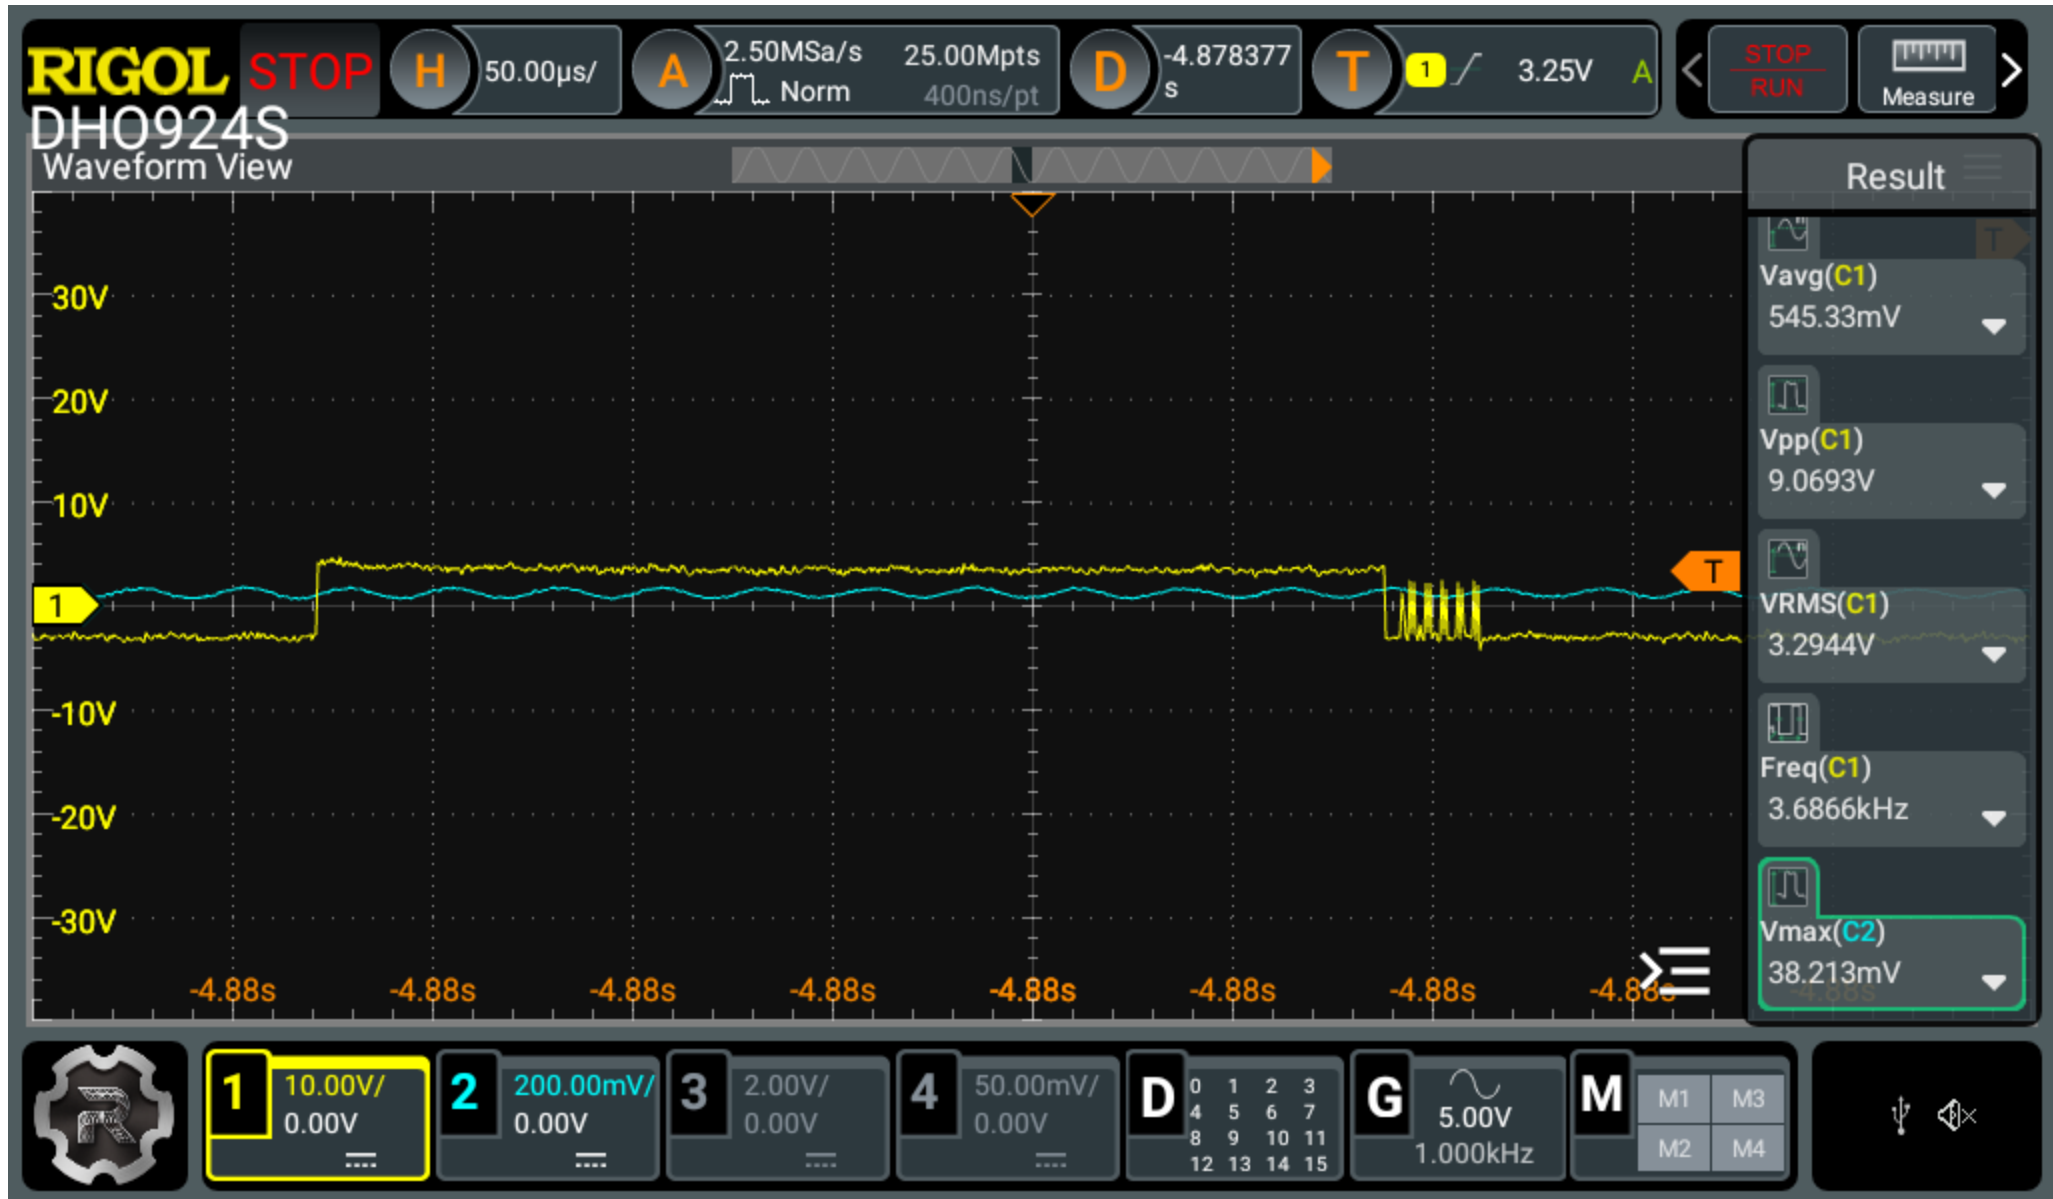 RIGOL STOP H 50.00µs/ A 2.50MSa/s 25.00Mpts D -4.878377 T 1 3.25V A STOP
Norm 400ns/pt s RUN Measure
DHO924S
Waveform View
Result
T
30V
20V
10V
1
-10V
-20V
-30V
T
-4.88s -4.88s -4.88s -4.88s -4.88s -4.88s -4.88s -4.88s -4.88s
Vavg(C1)
545.33mV
Vpp(C1)
9.0693V
VRMS(C1)
3.2944V
Freq(C1)
3.6866kHz
Vmax(C2)
38.213mV
1 10.00V/
0.00V
2 200.00mV/
0.00V
3 2.00V/
0.00V
4 50.00mV/
0.00V
D 0 1 2 3
4 5 6 7
8 9 10 11
12 13 14 15
G 5.00V
1.000kHz
M M1 M3
M2 M4
R